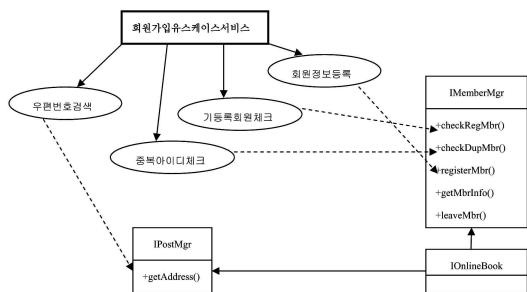 회원가입유스케이스서비스
회원정보등록
우편번호검색
기등록회원체크
중복아이디체크
IMemberMgr
+checkRegMbr()
+checkDupMbr()
+registerMbr()
+getMbrInfo()
+leaveMbr()
IPostMgr
+getAddress()
IOnlineBook